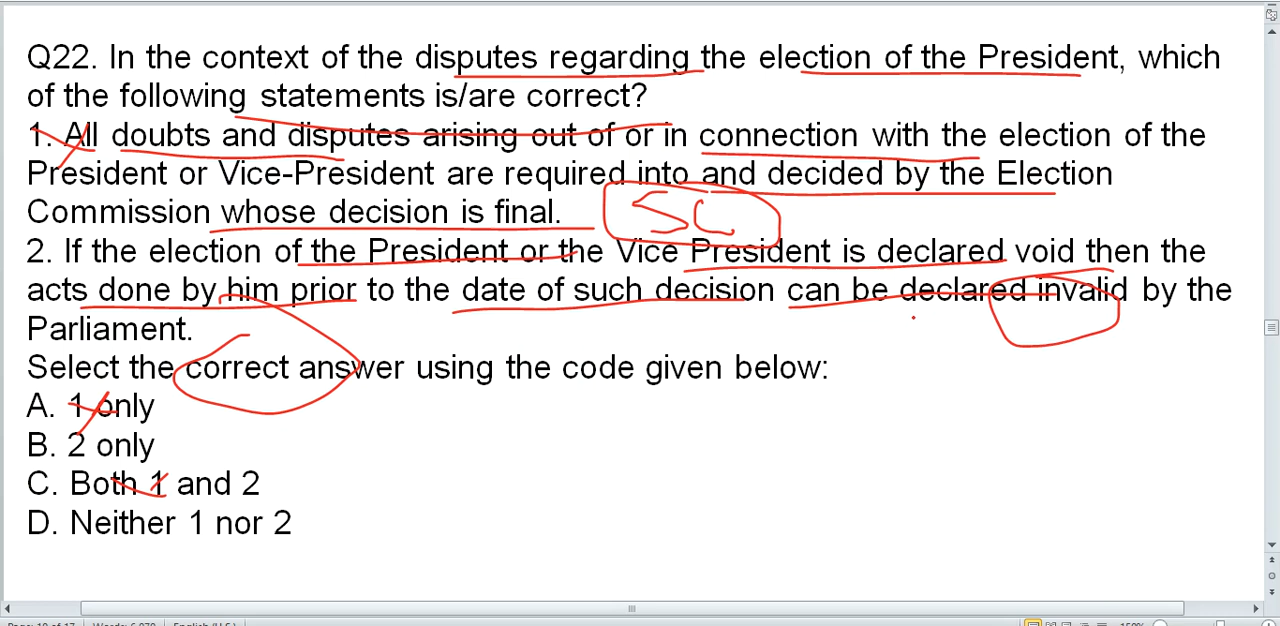 Q22. In the context of the disputes regarding the election of the President, which
of the following statements is/are correct?
1. All doubts and disputes arising out of or in connection with the election of the
President or Vice-President are required into and decided by the Election
Commission whose decision is final.
SC
2. If the election of the President or the Vice President is declared void then the
acts done by him prior to the date of such decision can be declared invalid by the
Parliament.
Select the correct answer using the code given below:
A. 1 only
B. 2 only
C. Both 1 and 2
D. Neither 1 nor 2